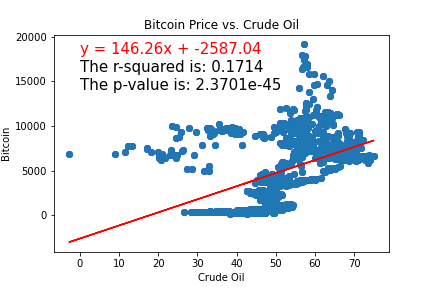 Bitcoin Price vs. Crude Oil
y = 146.26x + -2587.04
The r-squared is: 0.1714
The p-value is: 2.3701e-45
20000
15000
10000
5000
0
Bitcoin
0 10 20 30 40 50 60 70
Crude Oil